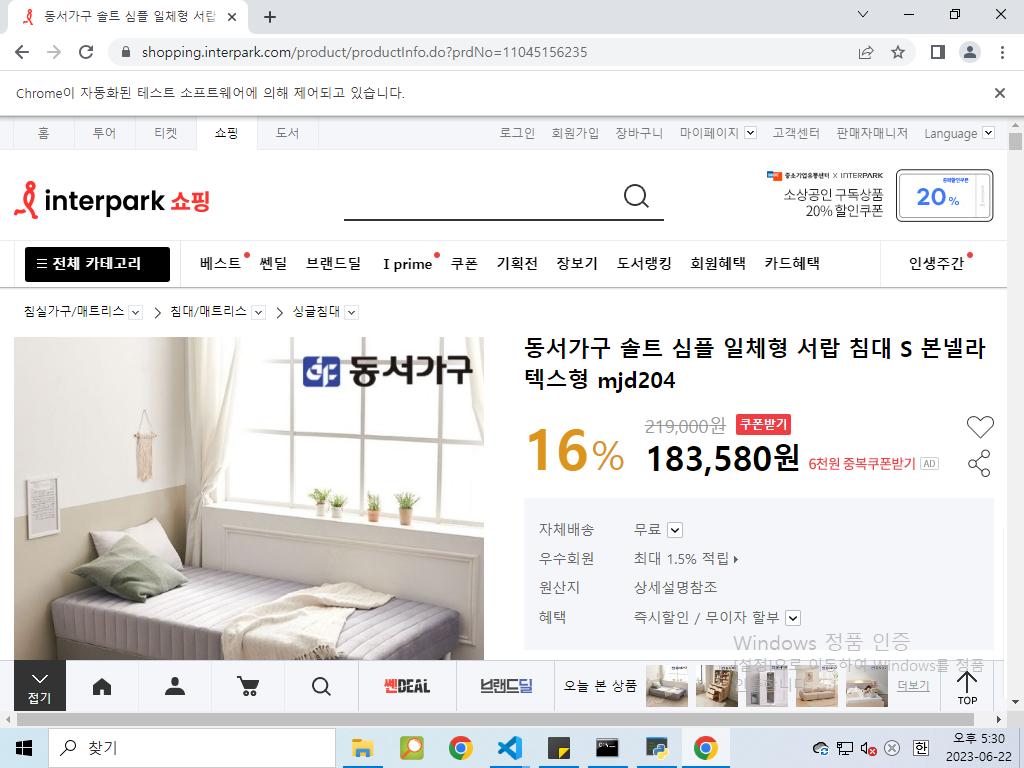 동서가구 솔트 심플 일체형 서랍
shopping.interpark.com/product/productInfo.do?prdNo=11045156235
Chrome이 자동화된 테스트 소프트웨어에 의해 제어되고 있습니다.
홈 투어 티켓 쇼핑 도서 로그인 회원가입 장바구니 마이페이지 고객센터 판매자매니저 Language
interpark 쇼핑
중소기업유통센터 X INTERPARK
소상공인 구독상품
20% 할인쿠폰
20%
전체 카테고리 베스트 쎈딜 브랜드딜 I prime 쿠폰 기획전 장보기 도서랭킹 회원혜택 카드혜택 인생주간
침실가구/매트리스 침대/매트리스 싱글침대
동서가구
동서가구 솔트 심플 일체형 서랍 침대 S 본넬라
텍스형 mjd204
16%
219,000원 쿠폰받기
183,580원 6천원 중복쿠폰받기 AD
자체배송 무료
우수회원 최대 1.5% 적립
원산지 상세설명참조
혜택 즉시할인 / 무이자 할부
Windows 정품 인증
[설정]으로 이동하여 Windows를 정품
접기 쎈DEAL 브랜드딜 오늘 본 상품 더보기 TOP
찾기
한
오후 5:30
2023-06-22